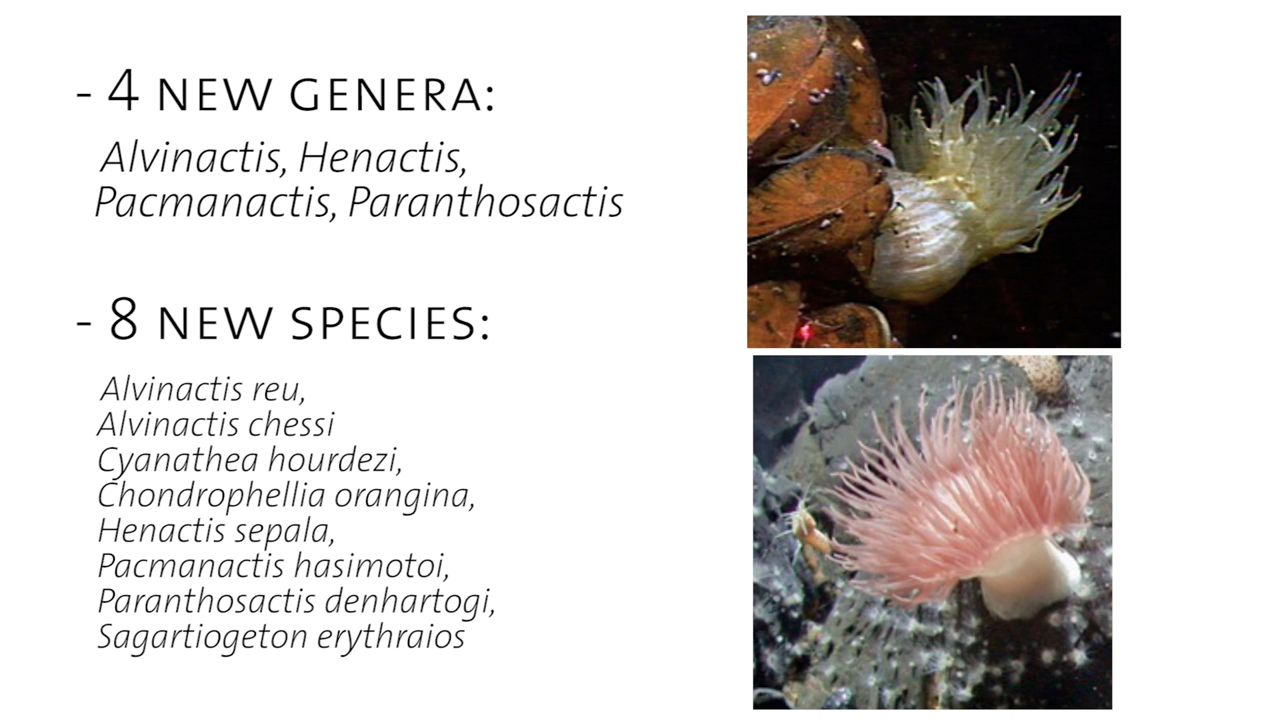 - 4 NEW GENERA:
Alvinactis, Henactis,
Pacmanactis, Paranthosactis
- 8 NEW SPECIES:
Alvinactis reu,
Alvinactis chessi
Cyanathea hourdezi,
Chondrophellia orangina,
Henactis sepala,
Pacmanactis hasimotoi,
Paranthosactis denhartogi,
Sagartiogeton erythraios